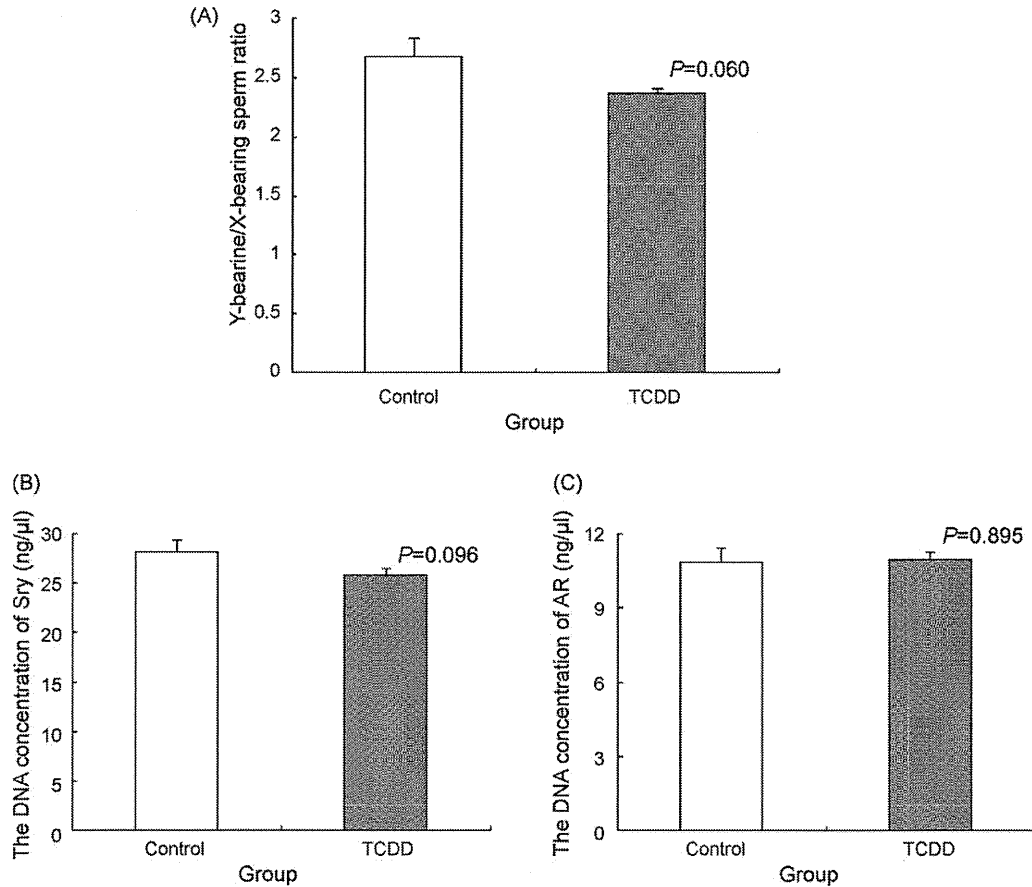 (A)
Y-bearine/X-bearing sperm ratio
3
2.5
2
1.5
1
0.5
0
P=0.060
Control
TCDD
Group
(B)
The DNA concentration of Sry (ng/µl)
30
25
20
15
10
5
0
P=0.096
Control
TCDD
Group
(C)
The DNA concentration of AR (ng/µl)
12
9
6
3
0
P=0.895
Control
TCDD
Group